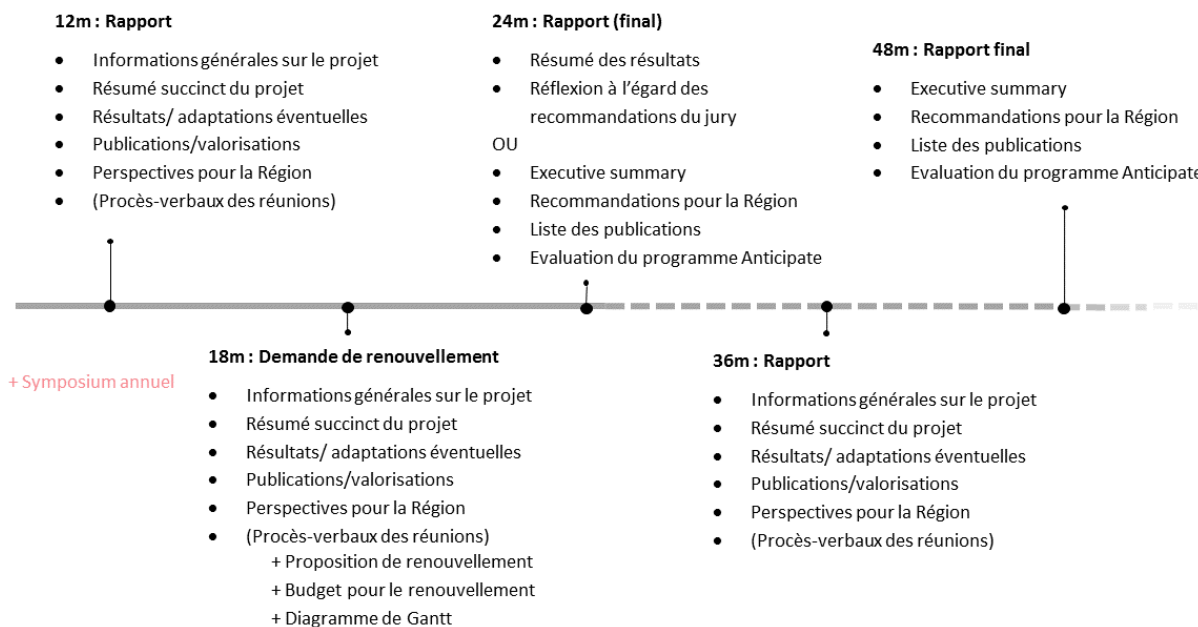 12m : Rapport
• Informations générales sur le projet
• Résumé succinct du projet
• Résultats/ adaptations éventuelles
• Publications/valorisations
• Perspectives pour la Région
• (Procès-verbaux des réunions)
24m : Rapport (final)
• Résumé des résultats
• Réflexion à l'égard des
recommandations du jury
OU
• Executive summary
• Recommandations pour la Région
• Liste des publications
• Evaluation du programme Anticipate
48m : Rapport final
• Executive summary
• Recommandations pour la Région
• Liste des publications
• Evaluation du programme Anticipate
+ Symposium annuel
18m : Demande de renouvellement
• Informations générales sur le projet
• Résumé succinct du projet
• Résultats/ adaptations éventuelles
• Publications/valorisations
• Perspectives pour la Région
• (Procès-verbaux des réunions)
+ Proposition de renouvellement
+ Budget pour le renouvellement
+ Diagramme de Gantt
36m : Rapport
• Informations générales sur le projet
• Résumé succinct du projet
• Résultats/ adaptations éventuelles
• Publications/valorisations
• Perspectives pour la Région
• (Procès-verbaux des réunions)